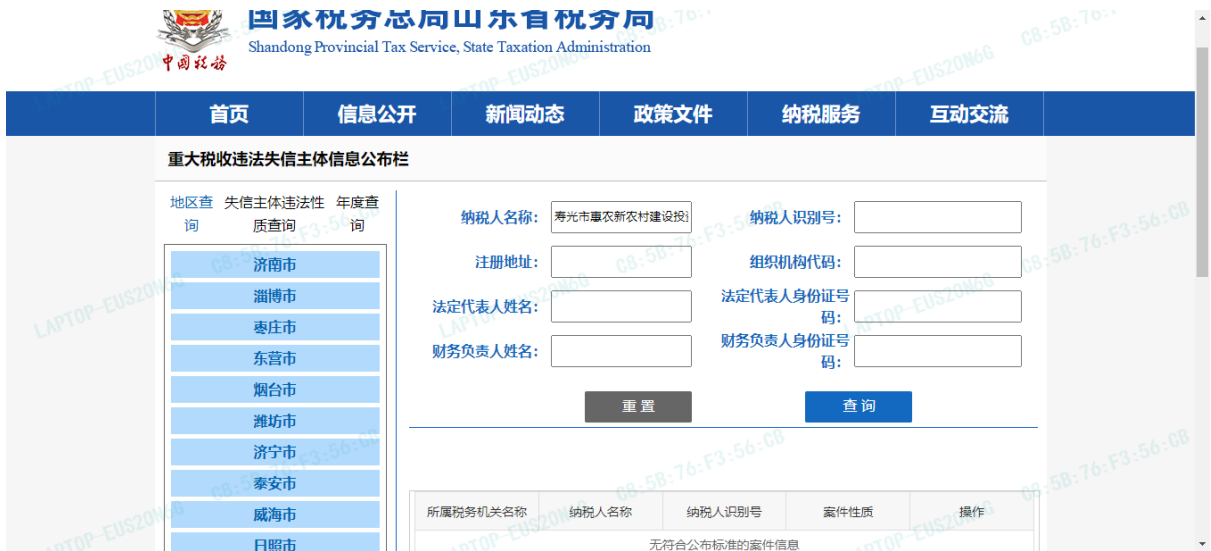 国家税务总局山东省税务局
Shandong Provincial Tax Service, State Taxation Administration
中国税务
首页 信息公开 新闻动态 政策文件 纳税服务 互动交流
重大税收违法失信主体信息公布栏
地区查询 失信主体违法性质查询 年度查询
济南市
淄博市
枣庄市
东营市
烟台市
潍坊市
济宁市
泰安市
威海市
日照市
纳税人名称: 寿光市惠农新农村建设投 纳税人识别号:
注册地址: 组织机构代码:
法定代表人姓名: 法定代表人身份证号码:
财务负责人姓名: 财务负责人身份证号码:
重置 查询
所属税务机关名称 纳税人名称 纳税人识别号 案件性质 操作
无符合公布标准的案件信息
LAPTOP-EUS20N6G
C8:5B:76:F3:56:CB